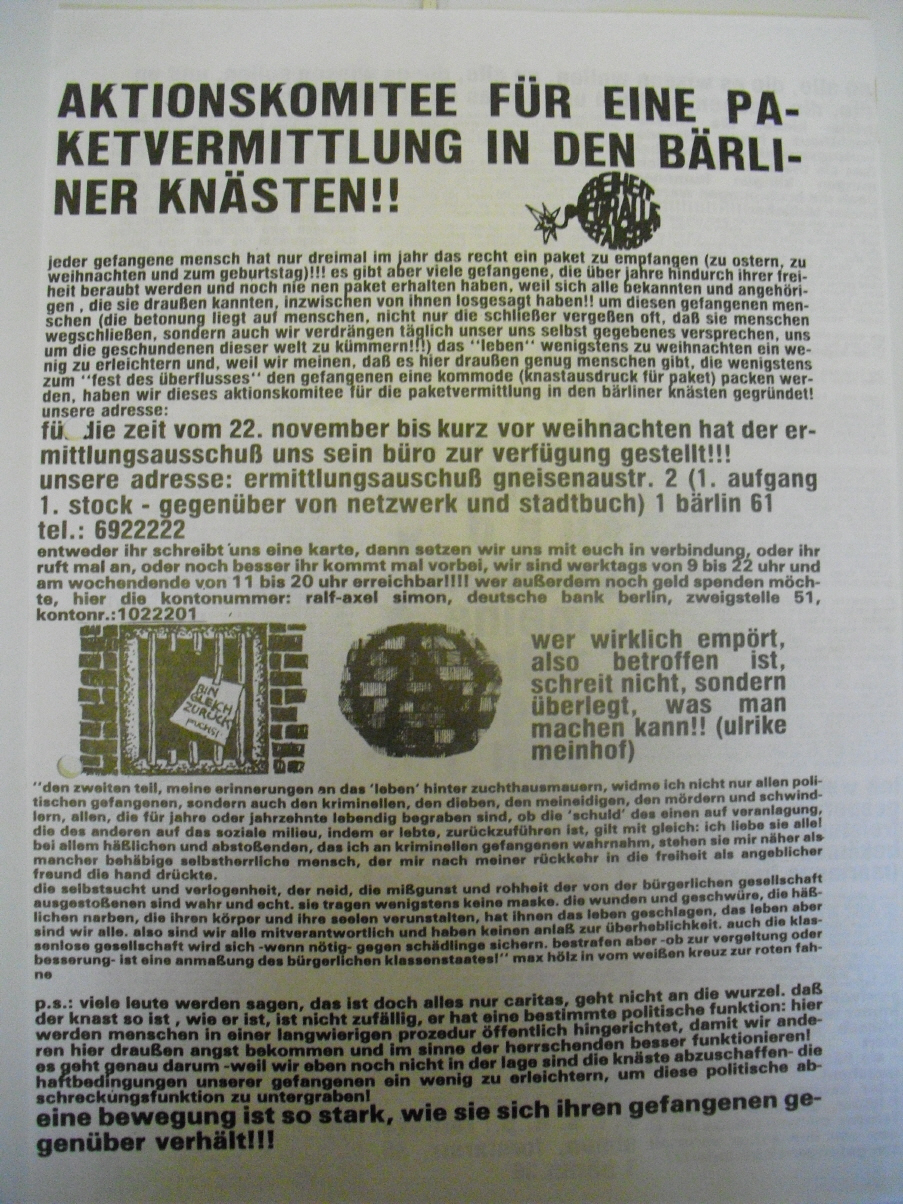 AKTIONSKOMITEE FÜR EINE PA-
KETVERMITTLUNG IN DEN BÄRLI-
NER KNÄSTEN!!
FREIHEIT
FÜR ALLE
jeder gefangene mensch hat nur dreimal im jahr das recht ein paket zu empfangen (zu ostern, zu
weihnachten und zum geburtstag)!!! es gibt aber viele gefangene, die über jahre hindurch ihrer frei-
heit beraubt werden und noch nie nen paket erhalten haben, weil sich alle bekannten und angehöri-
gen , die sie draußen kannten, inzwischen von ihnen losgesagt haben!! um diesen gefangenen men-
schen (die betonung liegt auf menschen, nicht nur die schließer vergeßen oft, daß sie menschen
wegschließen, sondern auch wir verdrängen täglich unser uns selbst gegebenes versprechen, uns
um die geschundenen dieser welt zu kümmern!!!) das "leben" wenigstens zu weihnachten ein we-
nig zu erleichtern und, weil wir meinen, daß es hier draußen genug menschen gibt, die wenigstens
zum "fest des überflusses" den gefangenen eine kommode (knastausdruck für paket) packen wer-
den, haben wir dieses aktionskomitee für die paketvermittlung in den bärliner knästen gegründet!
unsere adresse:
fü die zeit vom 22. november bis kurz vor weihnachten hat der er-
mittlungsausschuß uns sein büro zur verfügung gestellt!!!
unsere adresse: ermittlungsauschuß gneisenaustr. 2 (1. aufgang
1. stock - gegenüber von netzwerk und stadtbuch) 1 bärlin 61
tel.: 6922222
entweder ihr schreibt uns eine karte, dann setzen wir uns mit euch in verbindung, oder ihr
ruft mal an, oder noch besser ihr kommt mal vorbei, wir sind werktags von 9 bis 22 uhr und
am wochendende von 11 bis 20 uhr erreichbar!!!! wer außerdem noch geld spenden möch-
te, hier die kontonummer: ralf-axel simon, deutsche bank berlin, zweigstelle 51,
kontonr.:1022201
BIN
GLEICH
ZURÜCK
wer wirklich empört,
also betroffen ist,
schreit nicht, sondern
überlegt, was man
machen kann!! (ulrike
meinhof)
"den zweiten teil, meine erinnerungen an das 'leben' hinter zuchthausmauern, widme ich nicht nur allen poli-
tischen gefangenen, sondern auch den kriminellen, den dieben, den meineidigen, den mördern und schwind-
lern, allen, die für jahre oder jahrzehnte lebendig begraben sind, ob die 'schuld' des einen auf veranlagung,
die des anderen auf das soziale milieu, indem er lebte, zurückzuführen ist, gilt mit gleich: ich liebe sie alle!
bei allem häßlichen und abstoßenden, das ich an kriminellen gefangenen wahrnahm, stehen sie mir näher als
mancher behäbige selbstherrliche mensch, der mir nach meiner rückkehr in die freiheit als angeblicher
freund die hand drückte.
die selbstsucht und verlogenheit, der neid, die mißgunst und rohheit der von der bürgerlichen gesellschaft
ausgestoßenen sind wahr und echt. sie tragen wenigstens keine maske. die wunden und geschwüre, die häß-
lichen narben, die ihren körper und ihre seelen verunstalten, hat ihnen das leben geschlagen, das leben aber
sind wir alle. also sind wir alle mitverantwortlich und haben keinen anlaß zur überheblichkeit. auch die klas-
senlose gesellschaft wird sich -wenn nötig- gegen schädlinge sichern. bestrafen aber -ob zur vergeltung oder
besserung- ist eine anmaßung des bürgerlichen klassenstaates!" max hölz in vom weißen kreuz zur roten fah-
ne
p.s.: viele leute werden sagen, das ist doch alles nur caritas, geht nicht an die wurzel. daß
der knast so ist , wie er ist, ist nicht zufällig, er hat eine bestimmte politische funktion: hier
werden menschen in einer langwierigen prozedur öffentlich hingerichtet, damit wir ande-
ren hier draußen angst bekommen und im sinne der herrschenden besser funktionieren!
es geht genau darum -weil wir eben noch nicht in der lage sind die knäste abzuschaffen- die
haftbedingungen unserer gefangenen ein wenig zu erleichtern, um diese politische ab-
schreckungsfunktion zu untergraben!
eine bewegung ist so stark, wie sie sich ihren gefangenen ge-
genüber verhält!!!